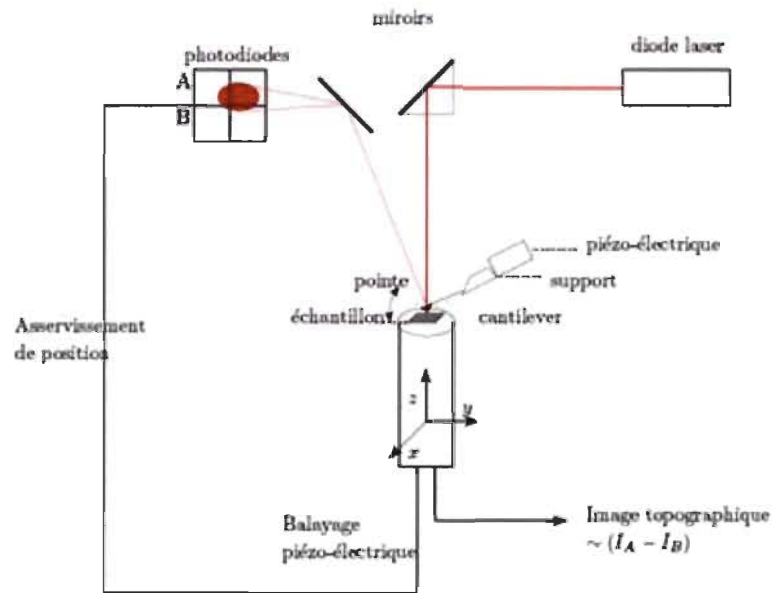 miroirs
photodiodes
diode laser
A
B
piézo-électrique
pointe
support
échantillon
cantilever
Asservissement
de position
z
y
x
Balayage
piézo-électrique
Image topographique
∼ (I_A − I_B)